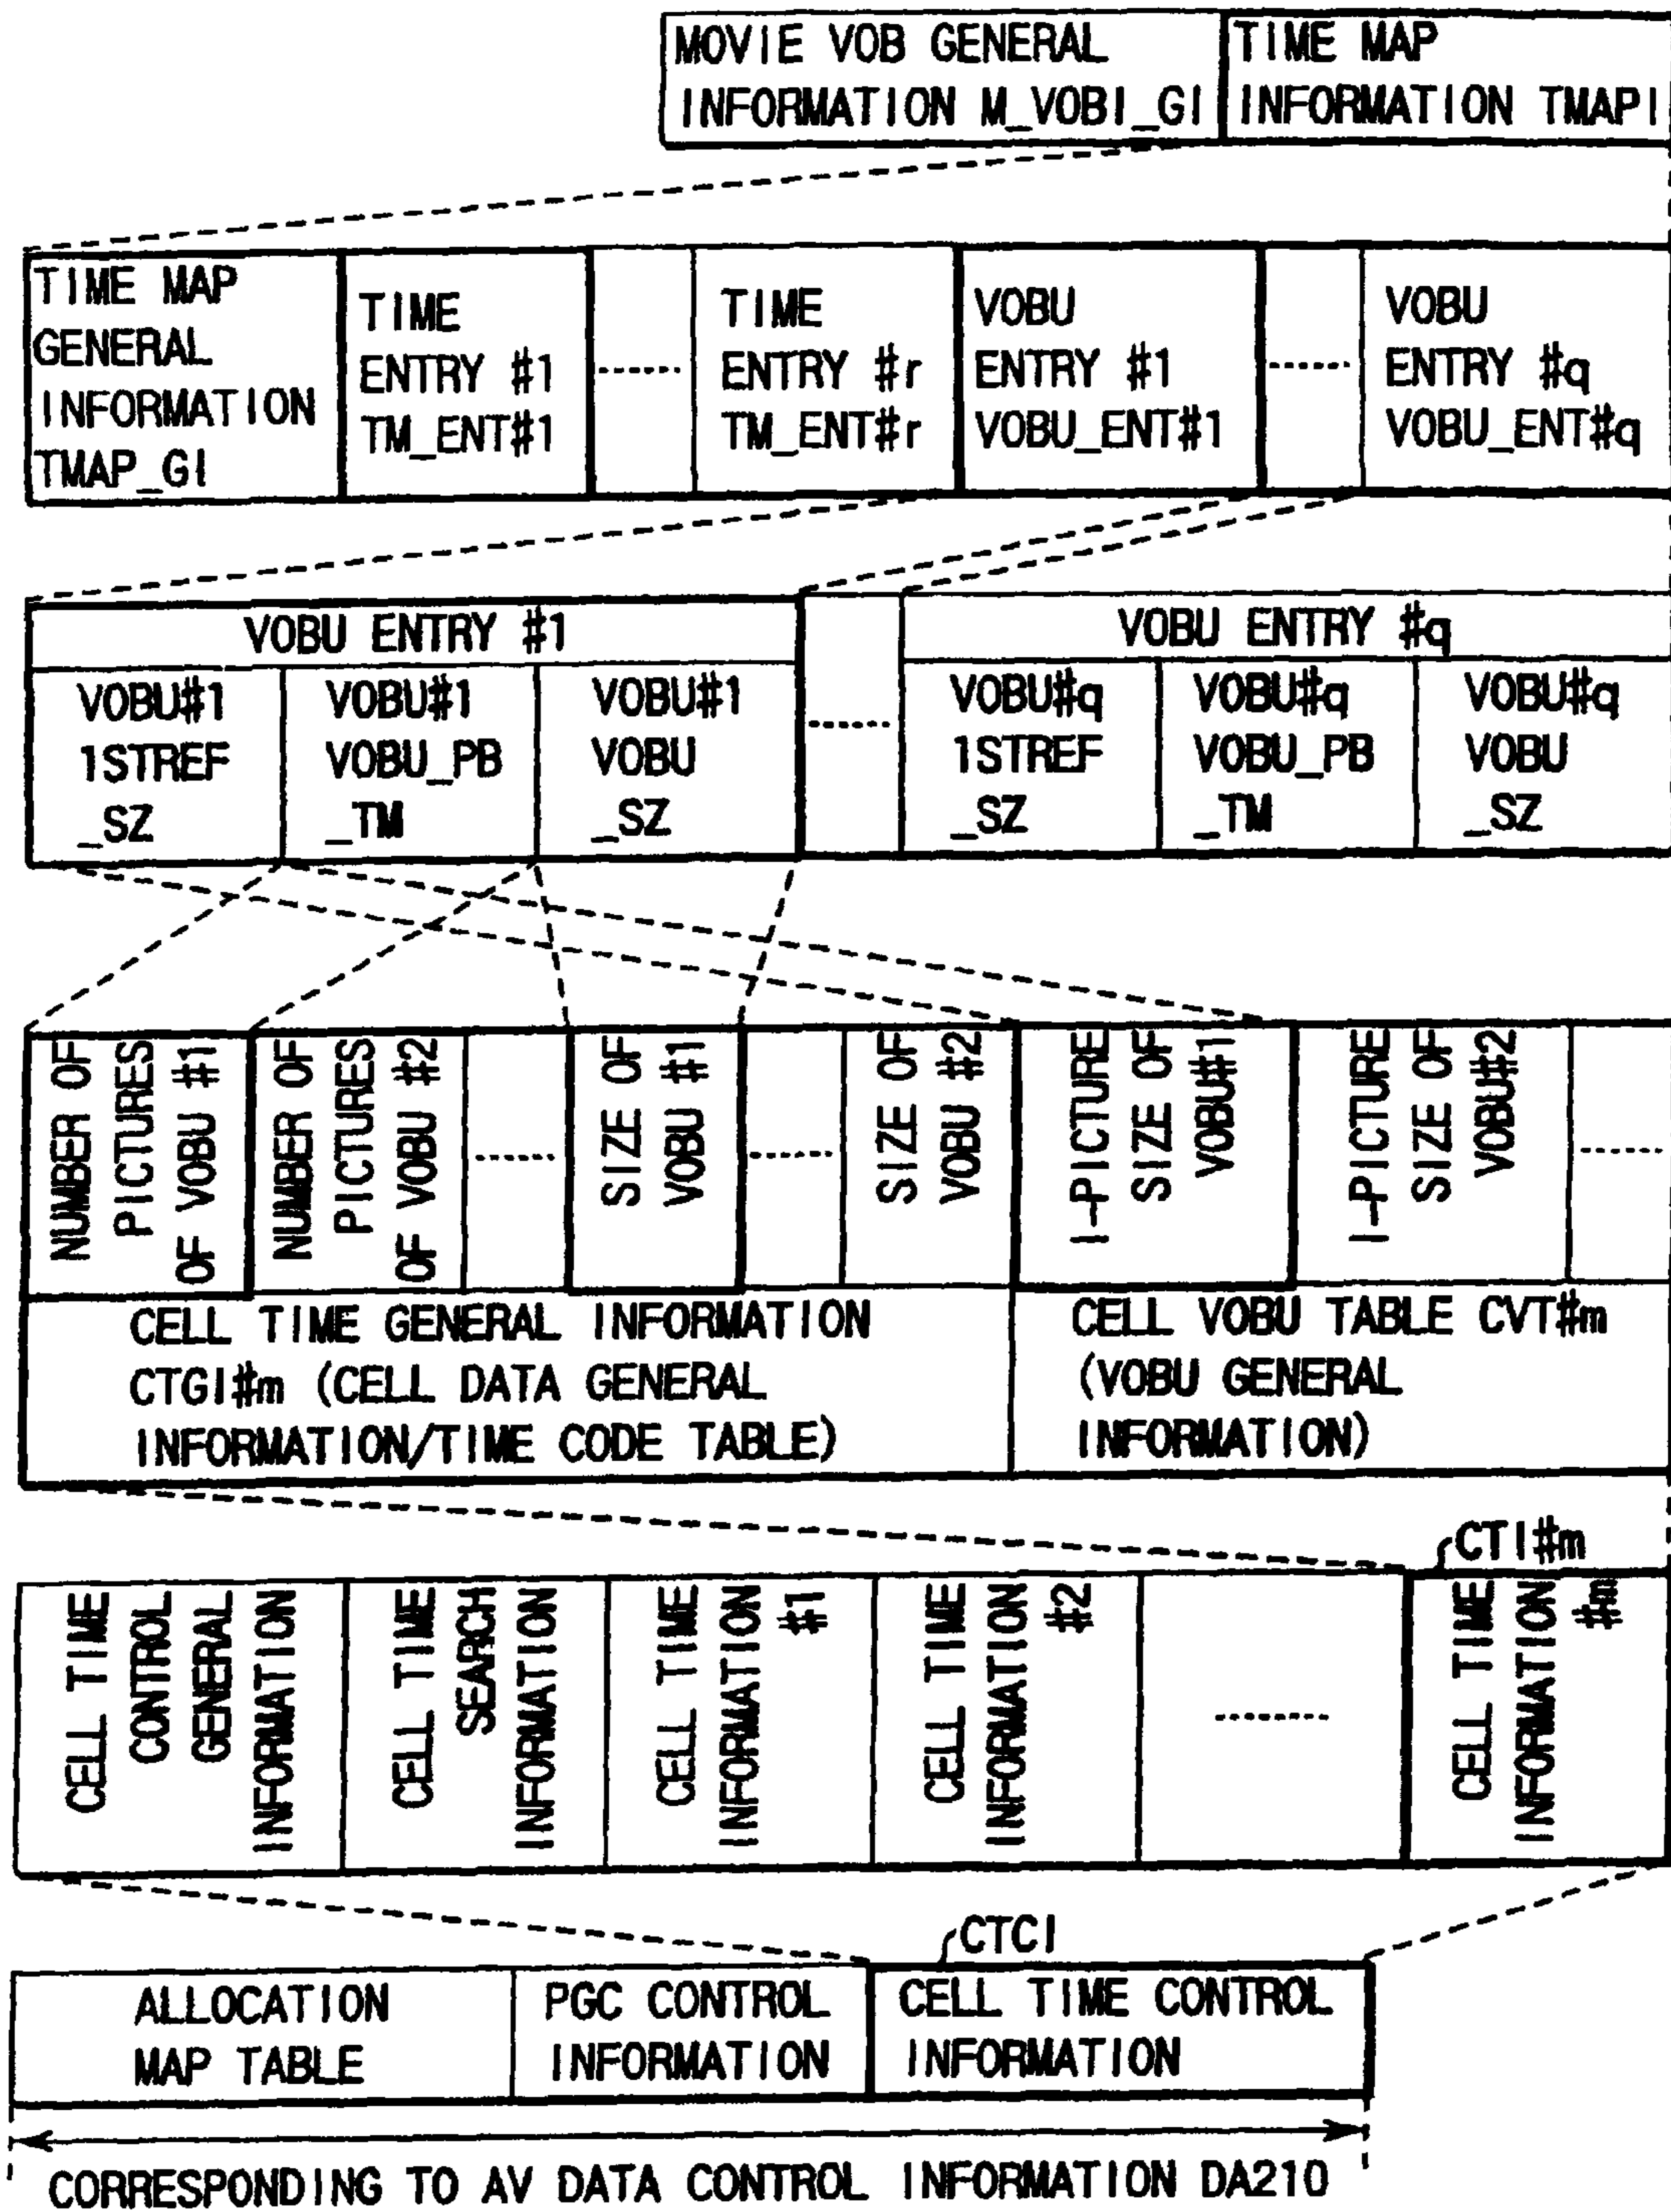 MOVIE VOB GENERAL
INFORMATION M_VOBI_GI
TIME MAP
INFORMATION TMAPI
TIME MAP
GENERAL
INFORMATION
TMAP_GI
TIME
ENTRY #1
TM_ENT#1
TIME
ENTRY #r
TM_ENT#r
VOBU
ENTRY #1
VOBU_ENT#1
VOBU
ENTRY #q
VOBU_ENT#q
VOBU ENTRY #1
VOBU#1
1STREF
_SZ
VOBU#1
VOBU_PB
_TM
VOBU#1
VOBU
_SZ
VOBU ENTRY #q
VOBU#q
1STREF
_SZ
VOBU#q
VOBU_PB
_TM
VOBU#q
VOBU
_SZ
NUMBER OF
PICTURES
OF VOBU #1
NUMBER OF
PICTURES
OF VOBU #2
SIZE OF
VOBU #1
SIZE OF
VOBU #2
I-PICTURE
SIZE OF
VOBU#1
I-PICTURE
SIZE OF
VOBU#2
CELL TIME GENERAL INFORMATION
CTGI#m (CELL DATA GENERAL
INFORMATION/TIME CODE TABLE)
CELL VOBU TABLE CVT#m
(VOBU GENERAL
INFORMATION)
CTI#m
CELL TIME
CONTROL
GENERAL
INFORMATION
CELL TIME
SEARCH
INFORMATION
CELL TIME
INFORMATION
#1
CELL TIME
INFORMATION
#2
CELL TIME
INFORMATION
#m
CTCI
ALLOCATION
MAP TABLE
PGC CONTROL
INFORMATION
CELL TIME CONTROL
INFORMATION
CORRESPONDING TO AV DATA CONTROL INFORMATION DA210